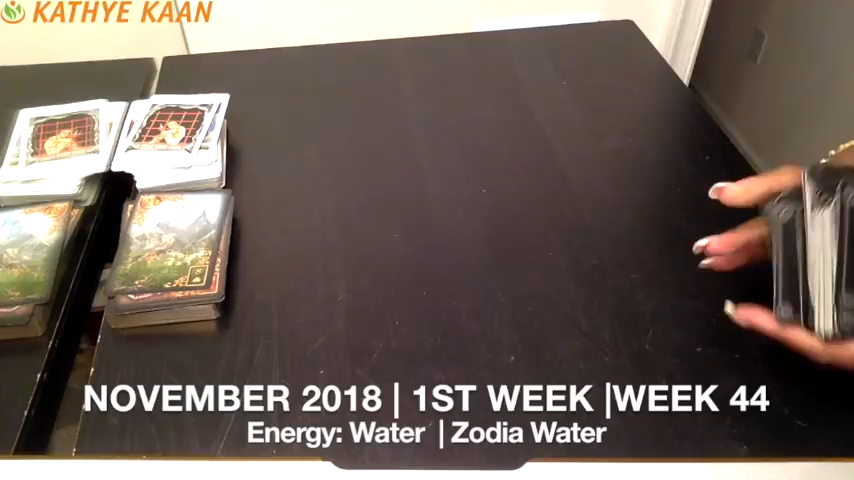 KATHYE KAAN
NOVEMBER 2018 | 1ST WEEK |WEEK 44
Energy: Water | Zodia Water